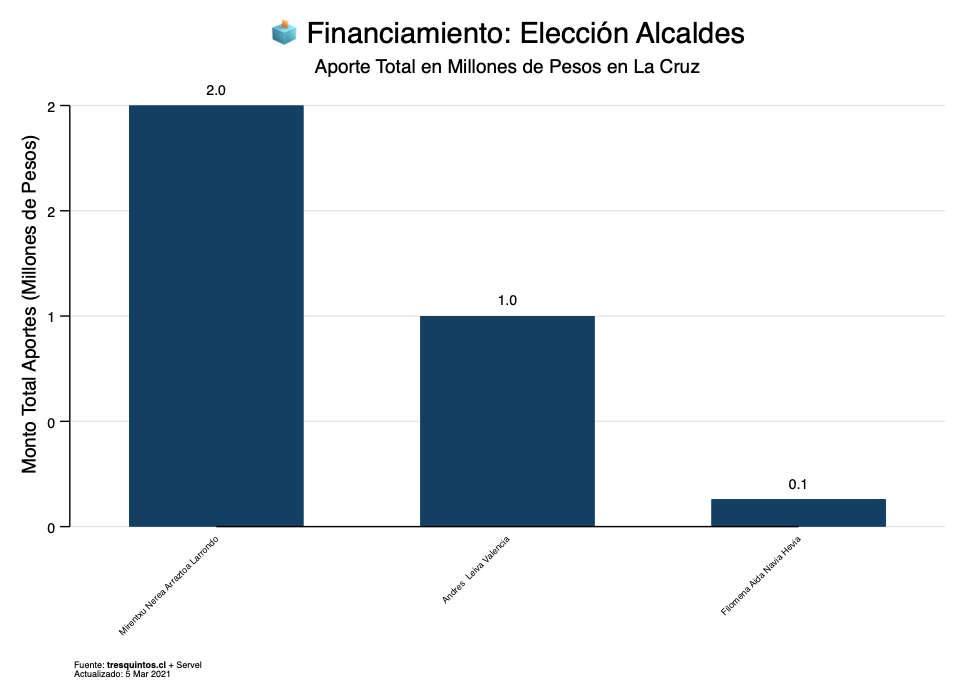 🗳️ Financiamiento: Elección Alcaldes
Aporte Total en Millones de Pesos en La Cruz
Monto Total Aportes (Millones de Pesos)
2
2
1
0
0
2.0
1.0
0.1
Mirentxu Nerea Arraztoa Larrondo
Andres  Leiva Valencia
Filomena Aida Navia Hevia
Fuente: tresquintos.cl + Servel
Actualizado: 5 Mar 2021